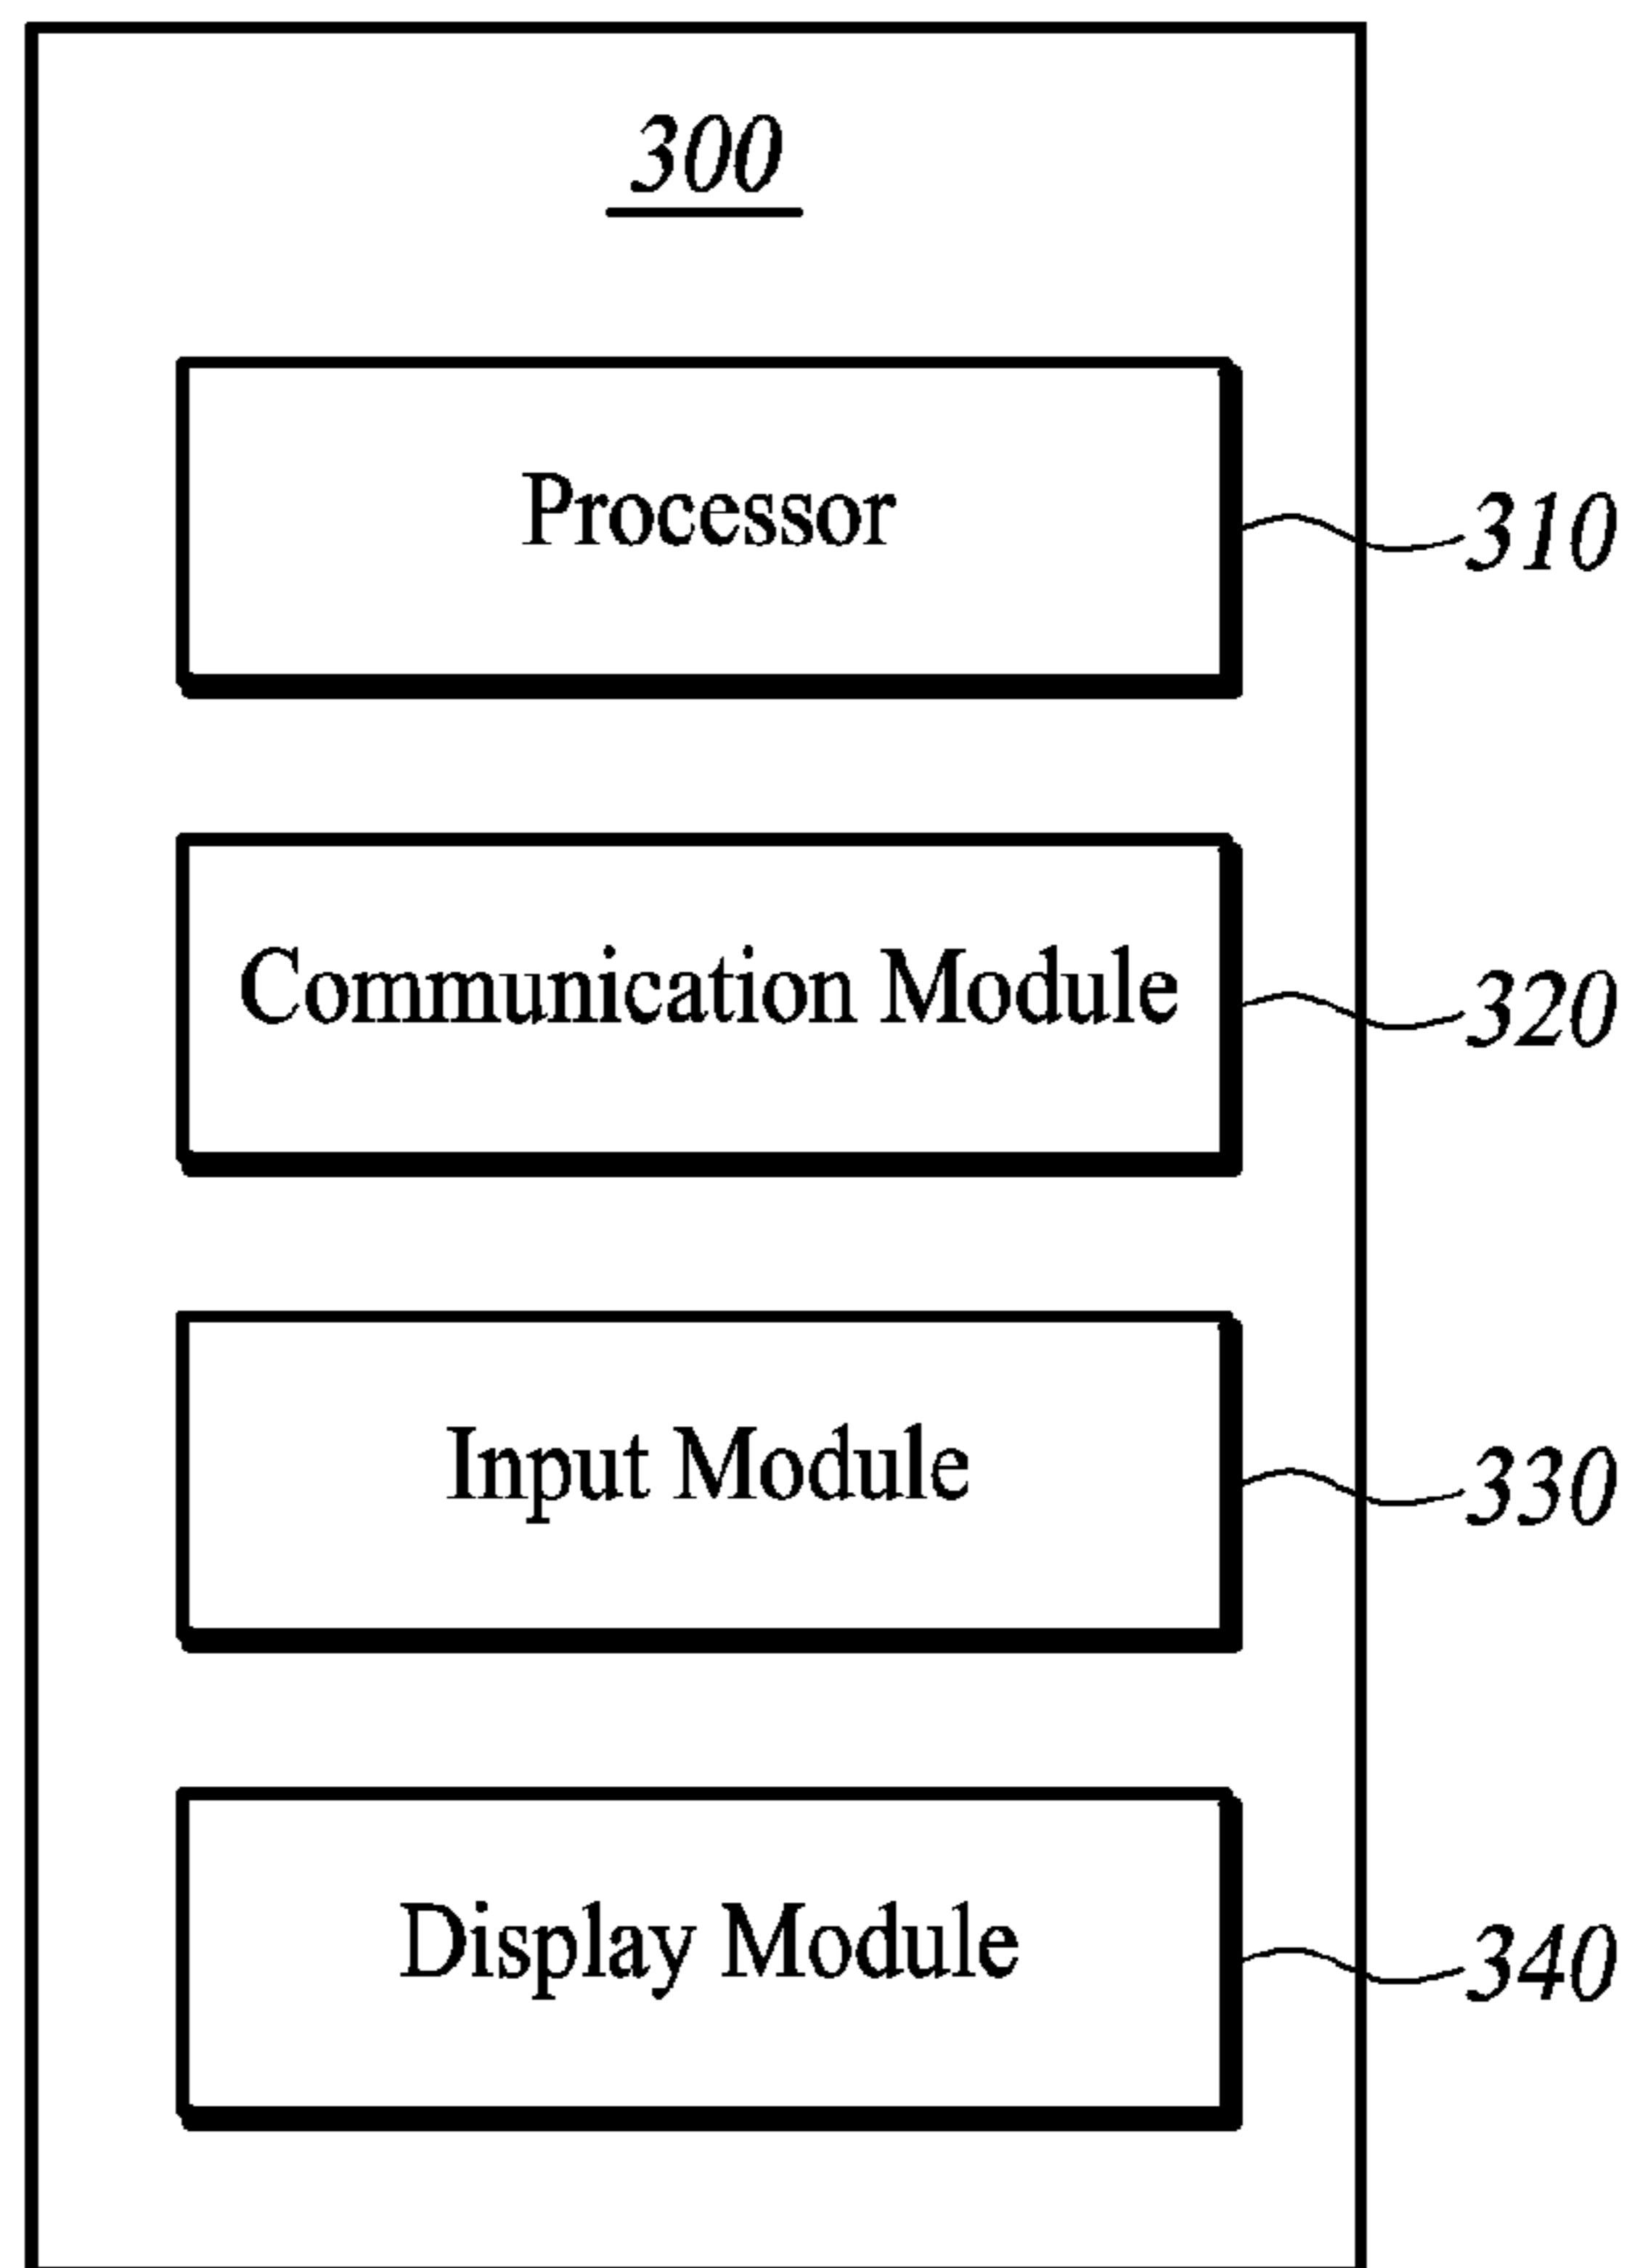 300
Processor
310
Communication Module
320
Input Module
330
Display Module
340